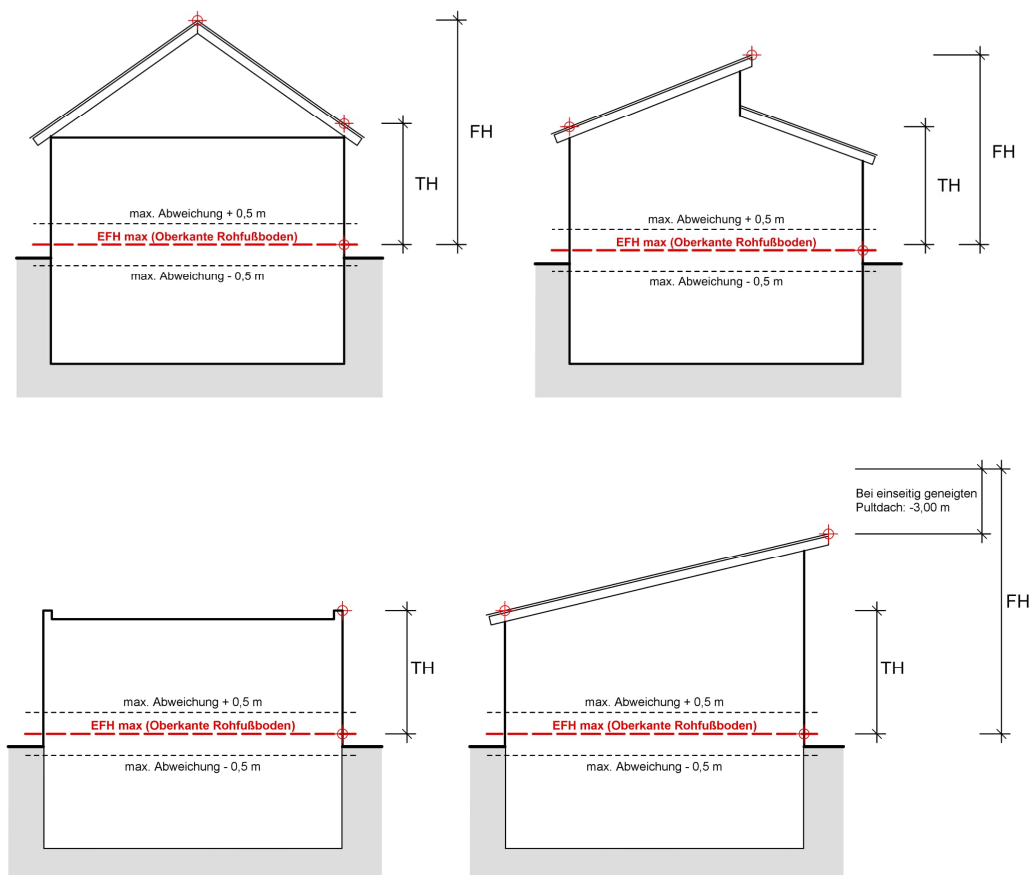 FH
TH
max. Abweichung + 0,5 m
EFH max (Oberkante Rohfußboden)
max. Abweichung - 0,5 m
FH
TH
max. Abweichung + 0,5 m
EFH max (Oberkante Rohfußboden)
max. Abweichung - 0,5 m
TH
max. Abweichung + 0,5 m
EFH max (Oberkante Rohfußboden)
max. Abweichung - 0,5 m
Bei einseitig geneigten
Pultdach: -3,00 m
FH
TH
max. Abweichung + 0,5 m
EFH max (Oberkante Rohfußboden)
max. Abweichung - 0,5 m